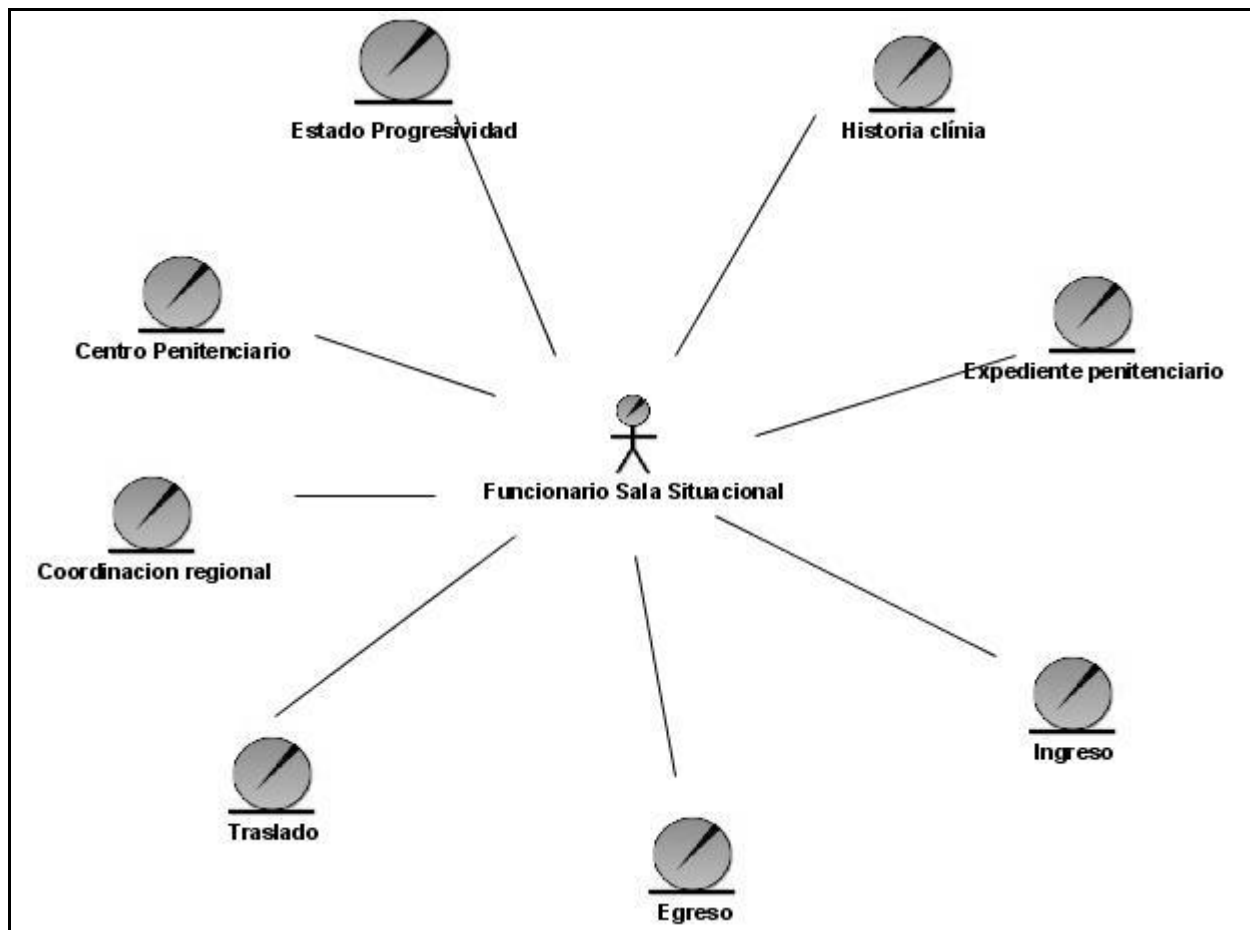 Estado Progresividad
Historia clínia
Centro Penitenciario
Expediente penitenciario
Funcionario Sala Situacional
Coordinacion regional
Ingreso
Traslado
Egreso